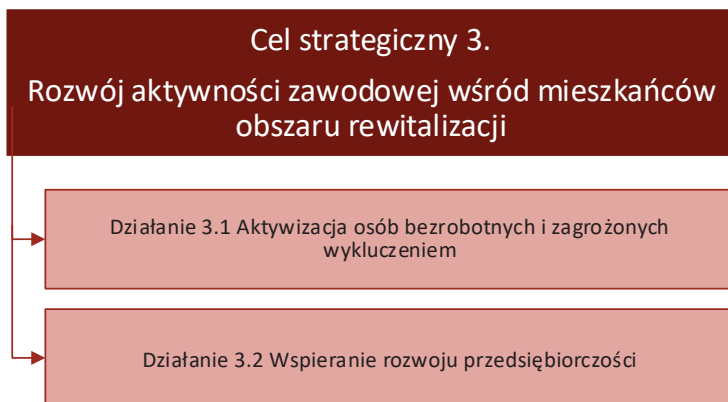 Cel strategiczny 3.
Rozwój aktywności zawodowej wśród mieszkańców
obszaru rewitalizacji
Działanie 3.1 Aktywizacja osób bezrobotnych i zagrożonych
wykluczeniem
Działanie 3.2 Wspieranie rozwoju przedsiębiorczości